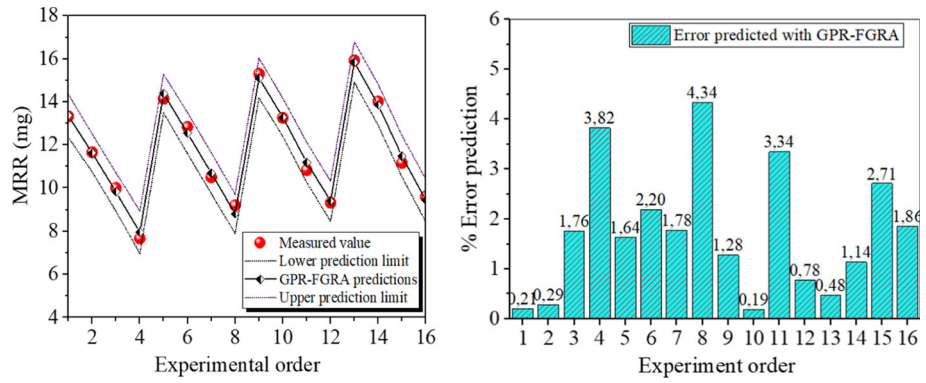 18
16
14
12
10
8
6
4
MRR (mg)
Measured value
Lower prediction limit
GPR-FGRA predictions
Upper prediction limit
2 4 6 8 10 12 14 16
Experimental order
6
5
4
3
2
1
0
% Error prediction
Error predicted with GPR-FGRA
0,21
0,29
1,76
3,82
1,64
2,20
1,78
4,34
1,28
0,19
3,34
0,78
0,48
1,14
2,71
1,86
1 2 3 4 5 6 7 8 9 10 11 12 13 14 15 16
Experiment order